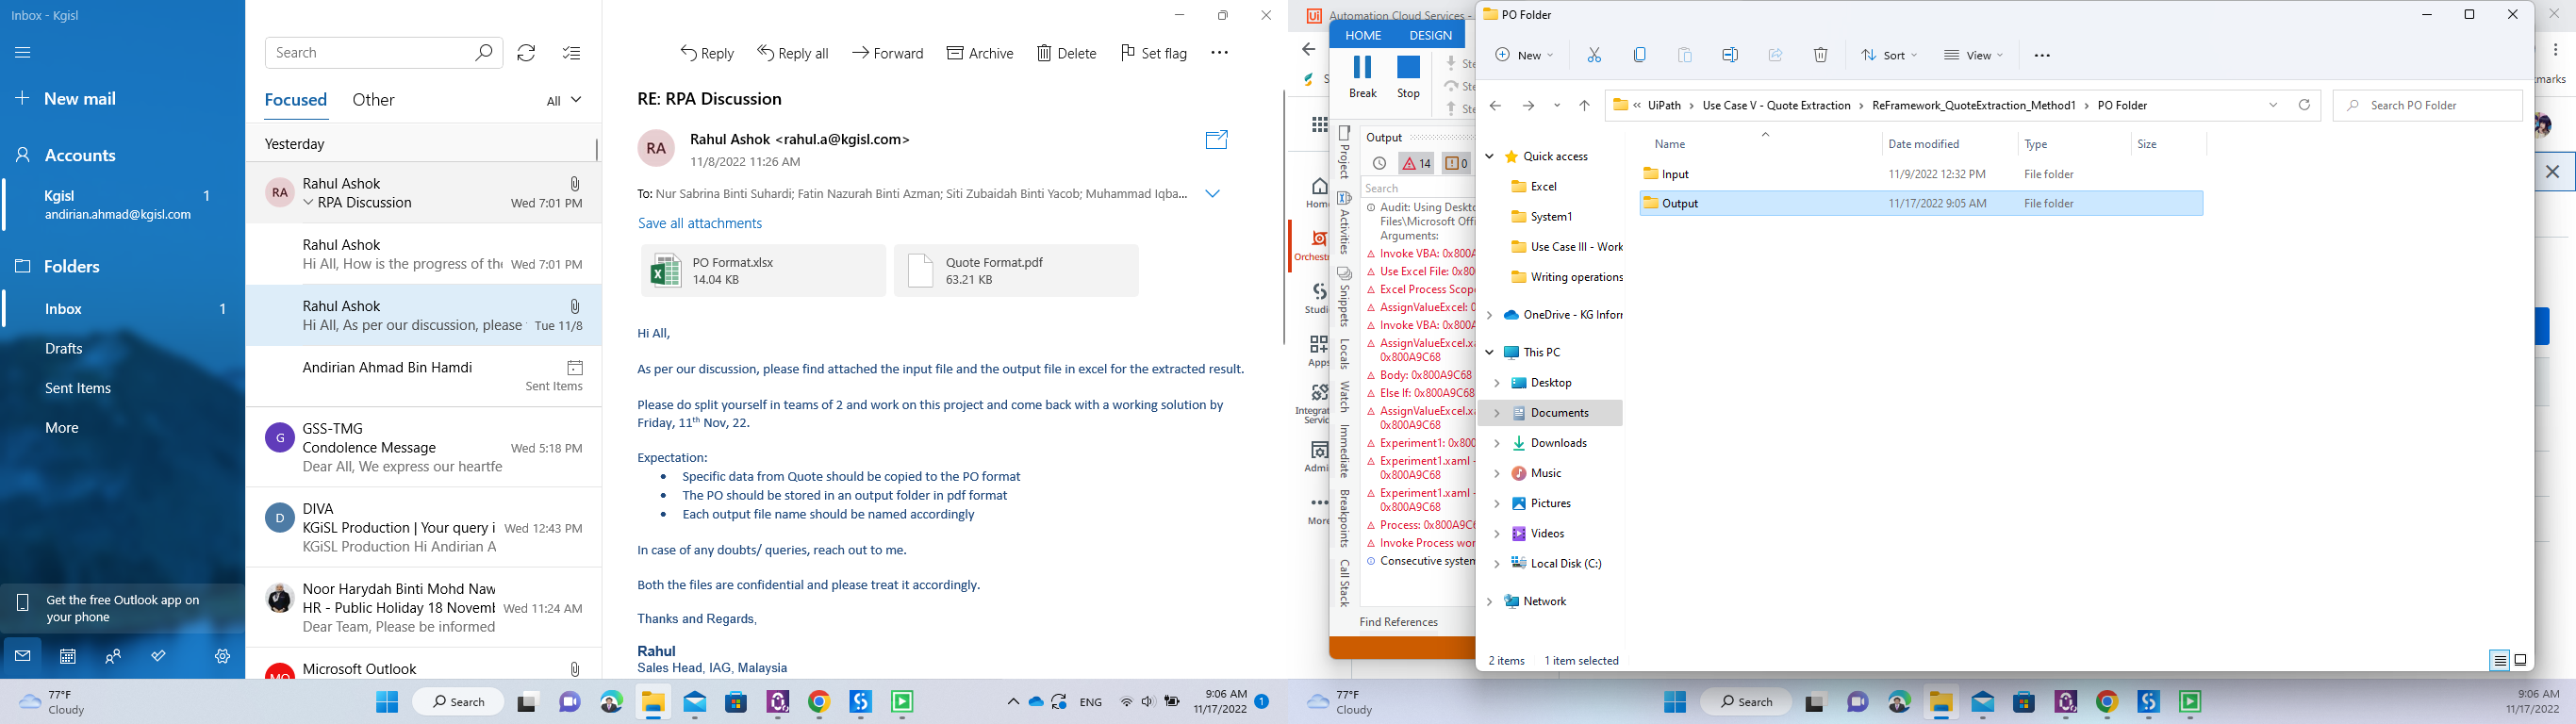 Inbox - Kgisl
New mail
Accounts
Kgisl
1
andirian.ahmad@kgisl.com
Folders
Inbox
1
Drafts
Sent Items
More
Get the free Outlook app on
your phone
Search
Focused
Other
All
Yesterday
RA
Rahul Ashok
RPA Discussion
Wed 7:01 PM
Rahul Ashok
Hi All, How is the progress of the
Wed 7:01 PM
Rahul Ashok
Hi All, As per our discussion, please
Tue 11/8
Andirian Ahmad Bin Hamdi
Sent Items
G
GSS-TMG
Condolence Message
Wed 5:18 PM
Dear All, We express our heartfe
D
DIVA
KGiSL Production | Your query i
Wed 12:43 PM
KGiSL Production Hi Andirian A
Noor Harydah Binti Mohd Naw
HR - Public Holiday 18 Novemb
Wed 11:24 AM
Dear Team, Please be informed
MO
Microsoft Outlook
Reply
Reply all
Forward
Archive
Delete
Set flag
RE: RPA Discussion
RA
Rahul Ashok <rahul.a@kgisl.com>
11/8/2022 11:26 AM
To: Nur Sabrina Binti Suhardi; Fatin Nazurah Binti Azman; Siti Zubaidah Binti Yacob; Muhammad Iqba...
Save all attachments
PO Format.xlsx
14.04 KB
Quote Format.pdf
63.21 KB
Hi All,
As per our discussion, please find attached the input file and the output file in excel for the extracted result.
Please do split yourself in teams of 2 and work on this project and come back with a working solution by
Friday, 11th Nov, 22.
Expectation:
• Specific data from Quote should be copied to the PO format
• The PO should be stored in an output folder in pdf format
• Each output file name should be named accordingly
In case of any doubts/ queries, reach out to me.
Both the files are confidential and please treat it accordingly.
Thanks and Regards,
Rahul
Sales Head, IAG, Malaysia
77°F
Cloudy
Search
ENG
9:06 AM
11/17/2022
1
Ui Automation Cloud Services -
S
Home
Orchestr
Studi
Apps
Integrat
Servic
Admi
More
HOME
DESIGN
Break
Stop
Ste
Ste
Ste
Project
Activities
Snippets
Locals
Watch
Immediate
Breakpoints
Call Stack
Output
14
0
Search
Audit: Using Deskto
Files\Microsoft Offi
Arguments:
Invoke VBA: 0x800A
Use Excel File: 0x80
Excel Process Scope
AssignValueExcel: 0
Invoke VBA: 0x800A
AssignValueExcel.xa
0x800A9C68
Body: 0x800A9C68
Else If: 0x800A9C68
AssignValueExcel.xa
0x800A9C68
Experiment1: 0x800
Experiment1.xaml -
0x800A9C68
Experiment1.xaml -
0x800A9C68
Process: 0x800A9C6
Invoke Process wor
Consecutive system
Find References
PO Folder
New
Sort
View
« UiPath > Use Case V - Quote Extraction > ReFramework_QuoteExtraction_Method1 > PO Folder
Search PO Folder
Quick access
Excel
System1
Use Case III - Work
Writing operations
OneDrive - KG Infor
This PC
Desktop
Documents
Downloads
Music
Pictures
Videos
Local Disk (C:)
Network
Name
Date modified
Type
Size
Input
11/9/2022 12:32 PM
File folder
Output
11/17/2022 9:05 AM
File folder
2 items
1 item selected
marks
77°F
Cloudy
Search
9:06 AM
11/17/2022